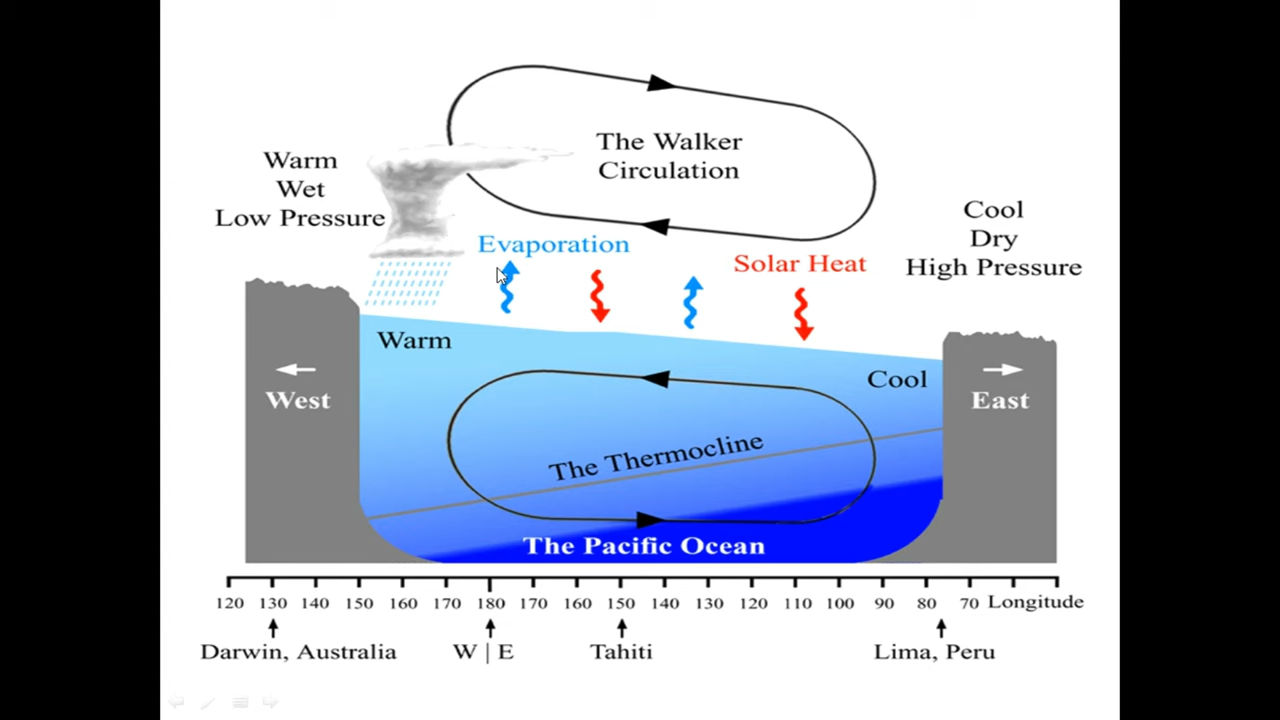 The Walker
Circulation
Warm
Wet
Low Pressure
Cool
Dry
High Pressure
Evaporation
Solar Heat
Warm
Cool
West
East
The Thermocline
The Pacific Ocean
120 130 140 150 160 170 180 170 160 150 140 130 120 110 100 90 80 70 Longitude
Darwin, Australia W | E Tahiti Lima, Peru